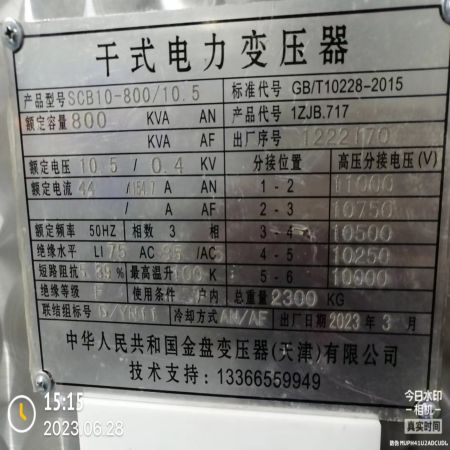 干式电力变压器
产品型号 SCB10-800/10.5 标准代号 GB/T10228-2015
额定容量 800 KVA AN 产品代号 1ZJB.717
KVA AF 出厂序号 1222170
额定电压 10.5 / 0.4 KV 分接位置 高压分接电压(V)
额定电流 44 / A AN 1-2 11000
/ A AF 2-3 10750
额定频率 50HZ 相数 3 相 3-4 10500
绝缘水平 LI 75 AC 35 /AC 4-5 10250
短路阻抗 % 最高温升 100 K 5-6 10000
绝缘等级 F 使用条件 户内 总重量 2300 KG
联结组标号 D/YN11 冷却方式 AN/AF 出厂日期 2023年3月
中华人民共和国金盘变压器(天津)有限公司
技术支持: 13366559949
15:15
2023.06.28
今日水印
相机
真实时间
防伪 MUPH41U2ADCUDL